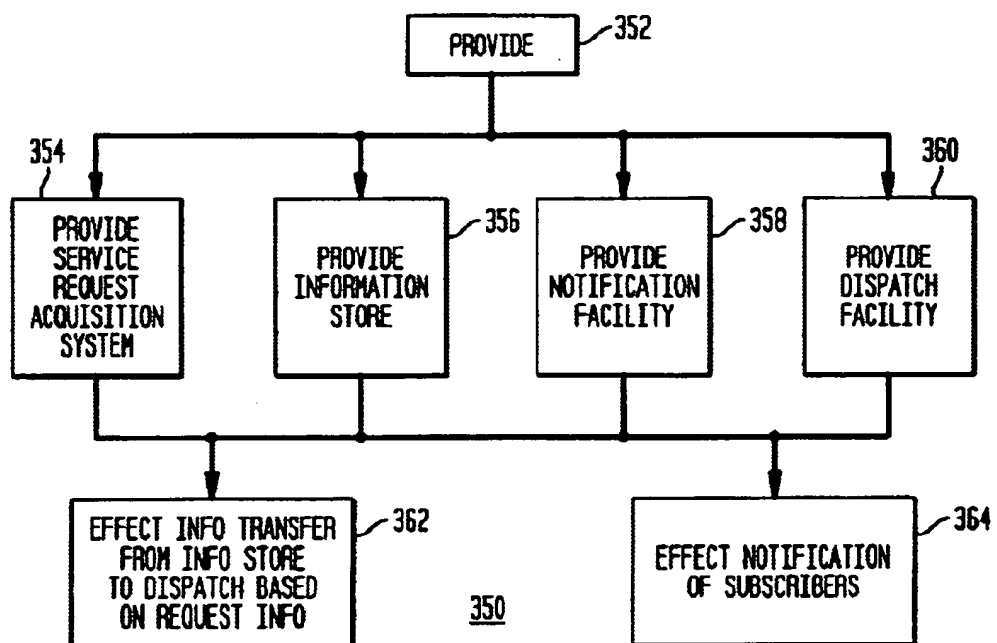 PROVIDE
352
354
PROVIDE
SERVICE
REQUEST
ACQUISITION
SYSTEM
PROVIDE
INFORMATION
STORE
356
PROVIDE
NOTIFICATION
FACILITY
358
360
PROVIDE
DISPATCH
FACILITY
EFFECT INFO TRANSFER
FROM INFO STORE
TO DISPATCH BASED
ON REQUEST INFO
362
350
EFFECT NOTIFICATION
OF SUBSCRIBERS
364